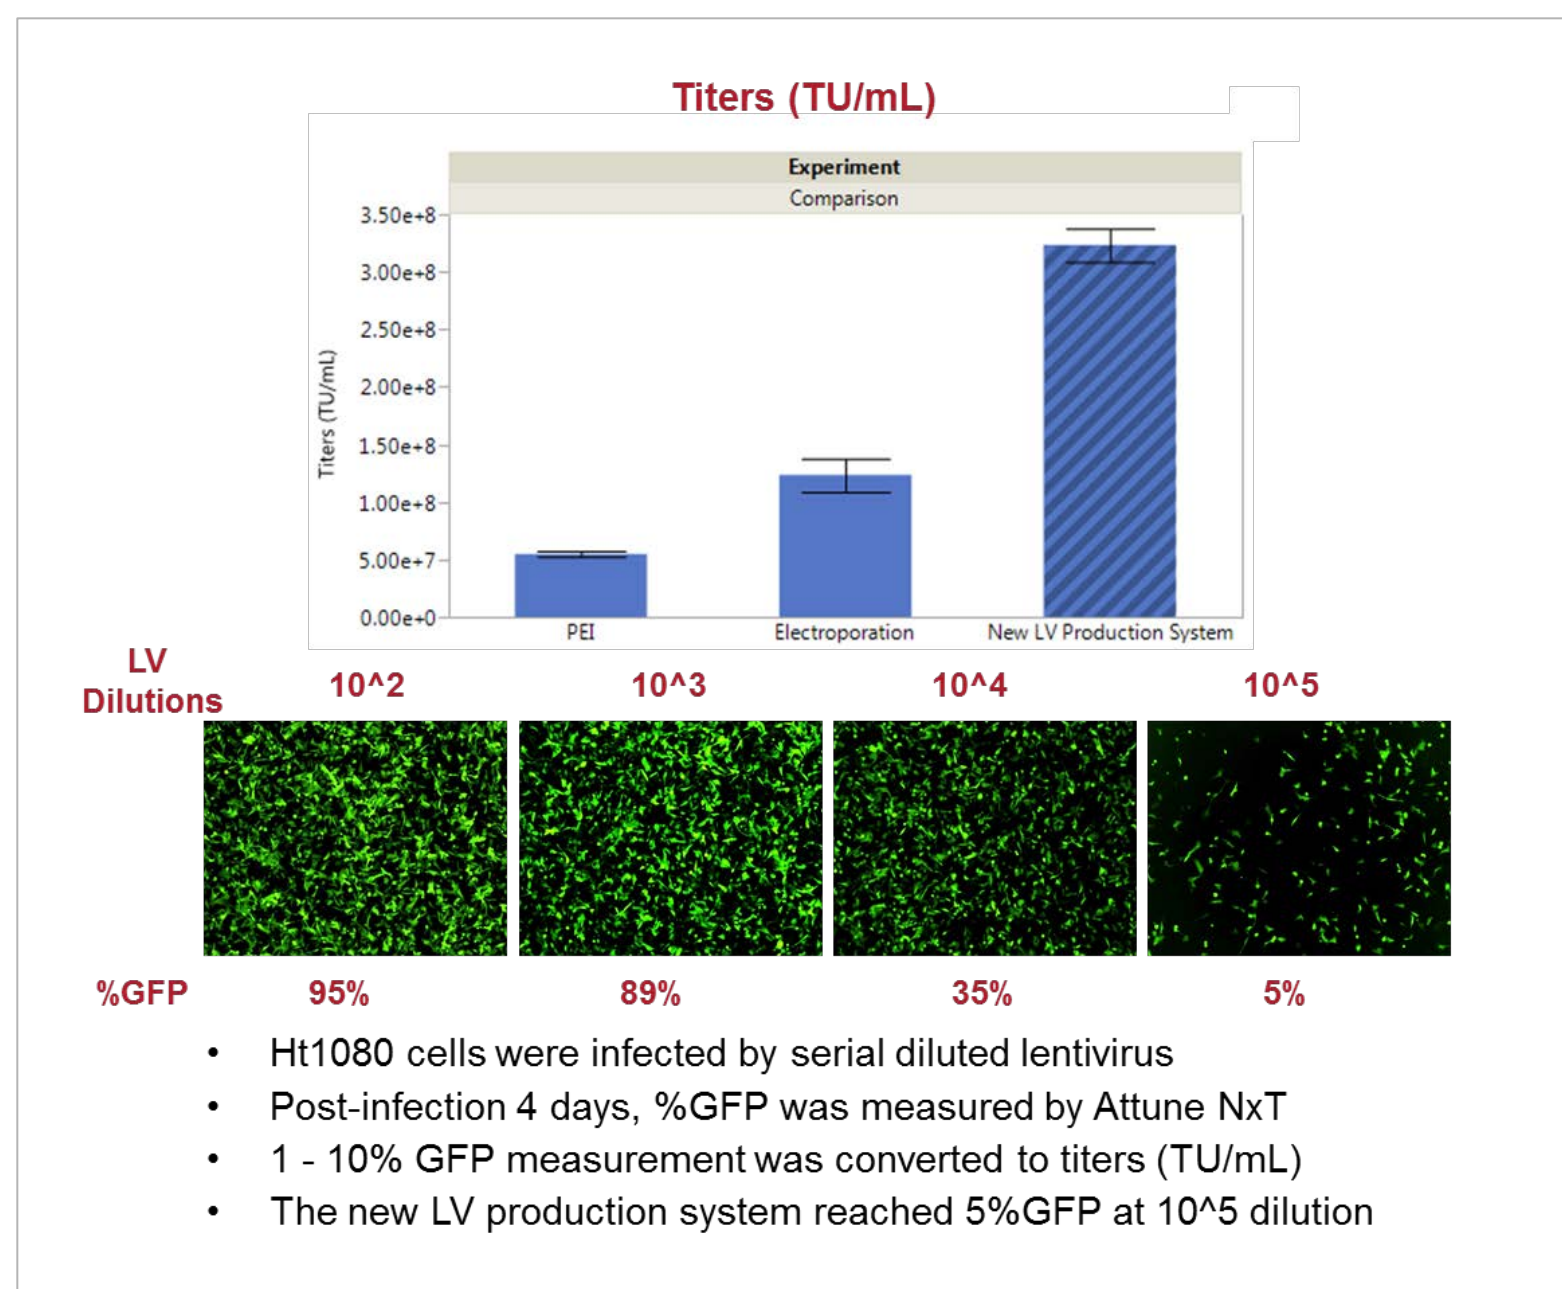 Titers (TU/mL)
Experiment
Comparison
3.50e+8
3.00e+8
2.50e+8
2.00e+8
1.50e+8
1.00e+8
5.00e+7
0.00e+0
Titers (TU/mL)
PEI Electroporation New LV Production System
LV
Dilutions
10^2 10^3 10^4 10^5
%GFP 95% 89% 35% 5%
• Ht1080 cells were infected by serial diluted lentivirus
• Post-infection 4 days, %GFP was measured by Attune NxT
• 1 - 10% GFP measurement was converted to titers (TU/mL)
• The new LV production system reached 5%GFP at 10^5 dilution